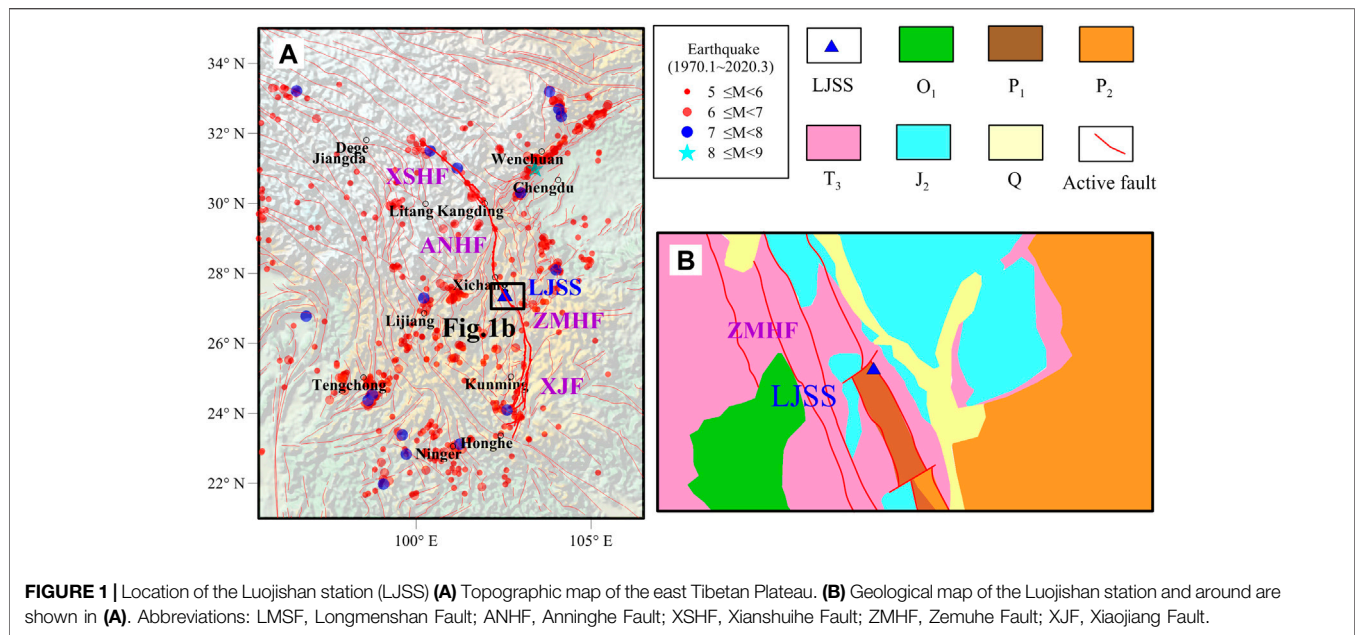 A
34° N
32° N
30° N
28° N
26° N
24° N
22° N
100° E
105° E
Dege
Jiangda
Wenchuan
XSHF
Chengdu
Litang Kangding
ANHF
Xichang
LJSS
Lijiang
Fig.1b
ZMHF
Tengchong
Kunming
XJF
Honghe
Ninger
Earthquake
(1970.1~2020.3)
5 ≤M<6
6 ≤M<7
7 ≤M<8
8 ≤M<9
LJSS
O₁
P₁
P₂
T₃
J₂
Q
Active fault
B
ZMHF
LJSS
FIGURE 1 | Location of the Luojishan station (LJSS) (A) Topographic map of the east Tibetan Plateau. (B) Geological map of the Luojishan station and around are
shown in (A). Abbreviations: LMSF, Longmenshan Fault; ANHF, Anninghe Fault; XSHF, Xianshuihe Fault; ZMHF, Zemuhe Fault; XJF, Xiaojiang Fault.